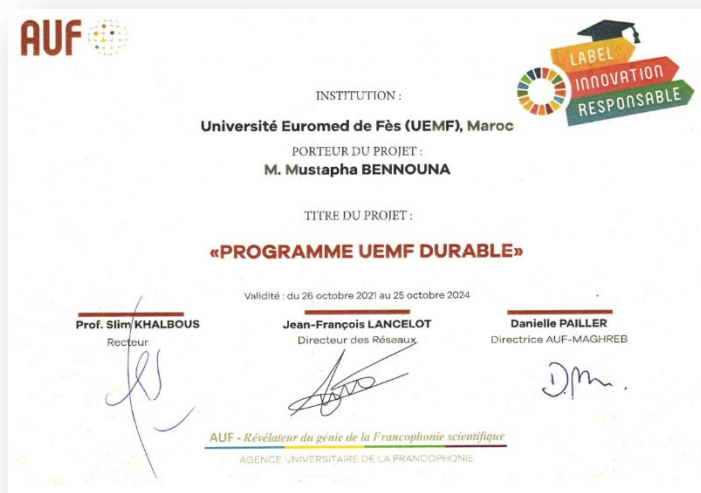 AUF
LABEL
INNOVATION
RESPONSABLE
INSTITUTION :
Université Euromed de Fès (UEMF), Maroc
PORTEUR DU PROJET :
M. Mustapha BENNOUNA
TITRE DU PROJET :
«PROGRAMME UEMF DURABLE»
Validité : du 26 octobre 2021 au 25 octobre 2024
Prof. Slim KHALBOUS
Recteur
Jean-François LANCELOT
Directeur des Réseaux
Danielle PAILLER
Directrice AUF-MAGHREB
AUF - Révélateur du génie de la Francophonie scientifique
AGENCE UNIVERSITAIRE DE LA FRANCOPHONIE